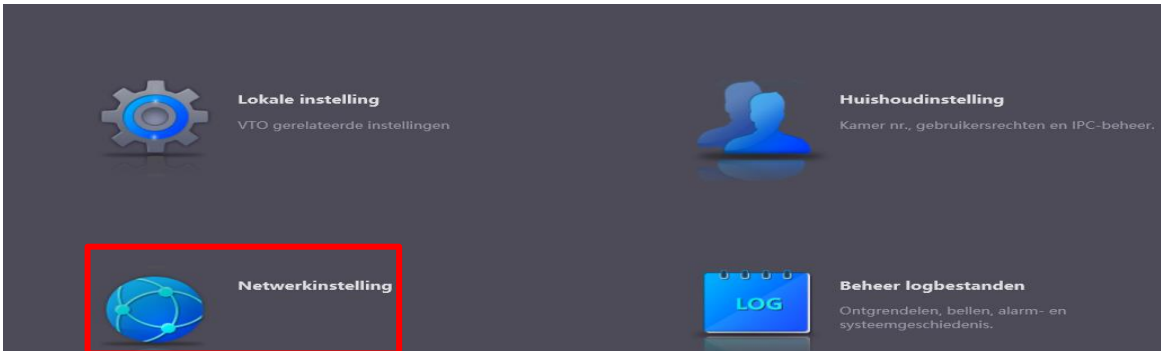 Lokale instelling
VTO gerelateerde instellingen
Huishoudinstelling
Kamer nr., gebruikersrechten en IPC-beheer.
Netwerkinstelling
LOG
Beheer logbestanden
Ontgrendelen, bellen, alarm- en
systeemgeschiedenis.